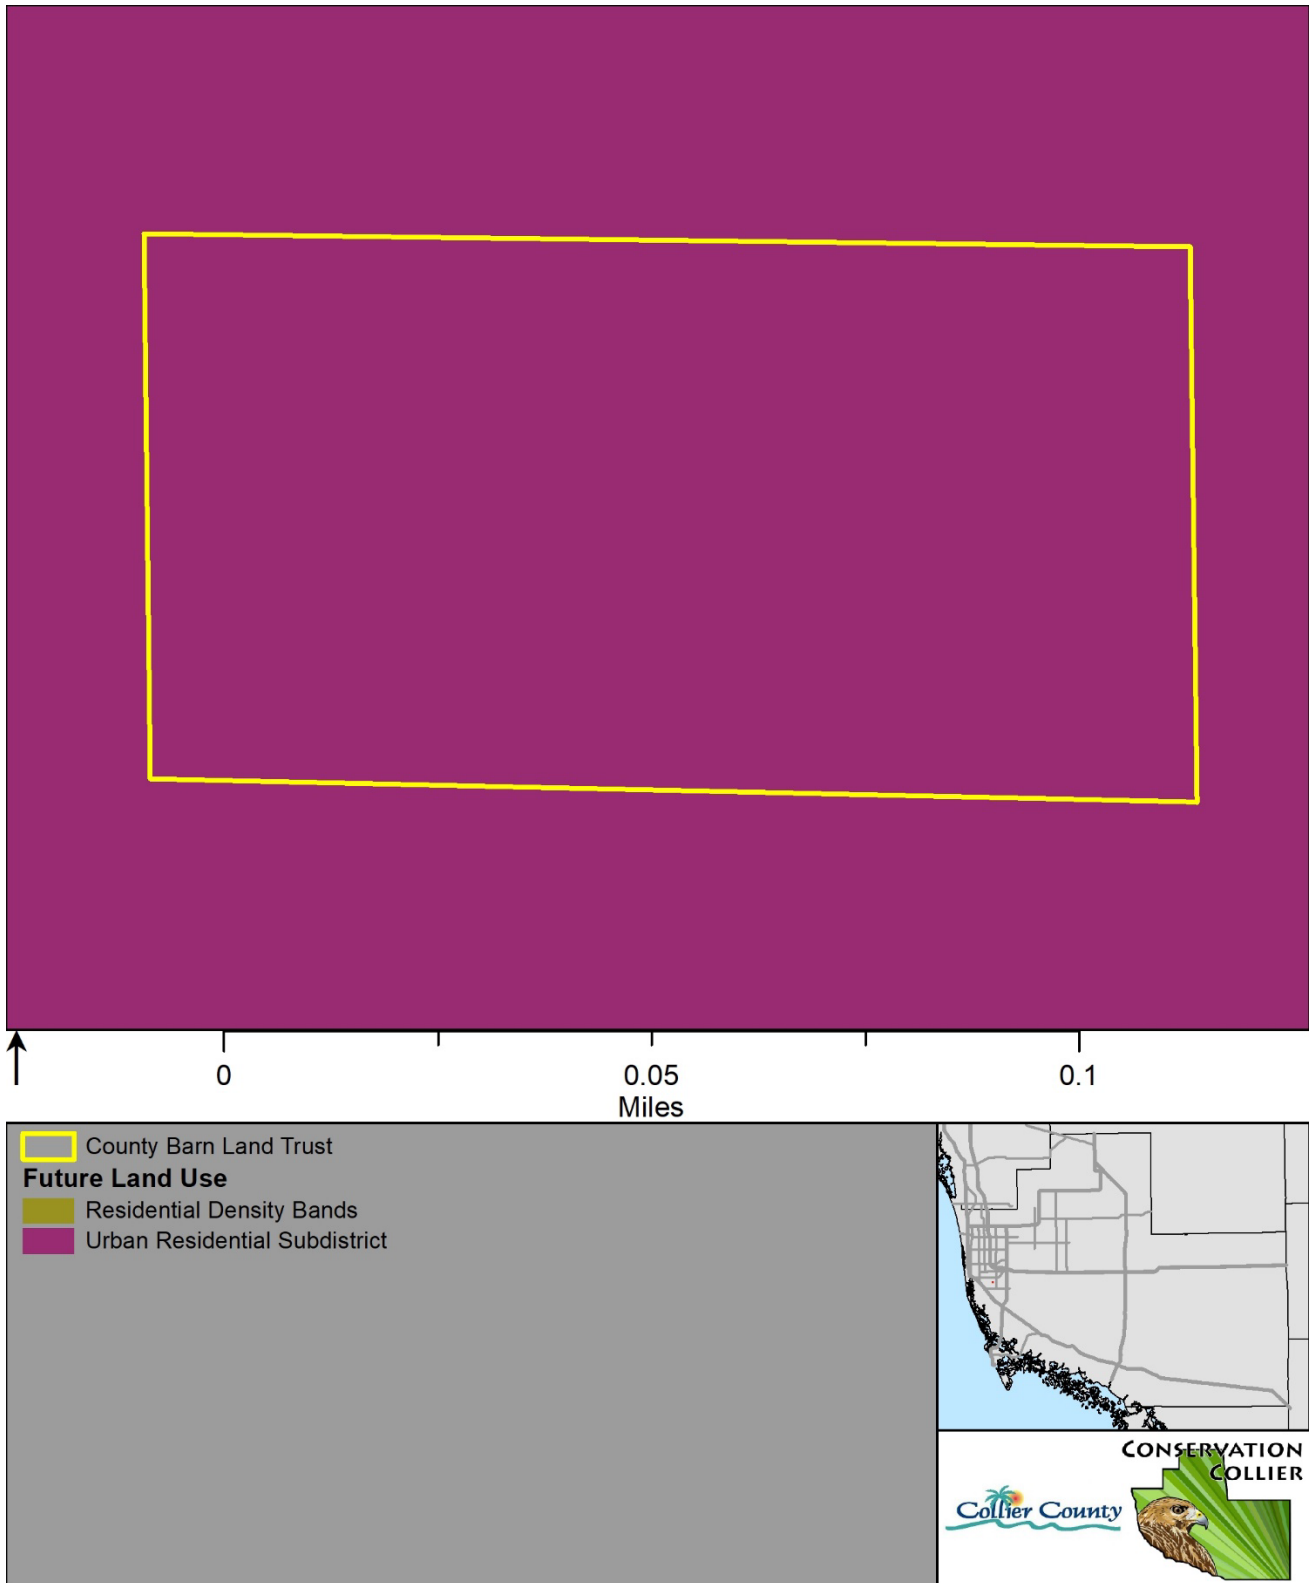 0
0.05
0.1
Miles
County Barn Land Trust
Future Land Use
Residential Density Bands
Urban Residential Subdistrict
CONSERVATION
COLLIER
Collier County